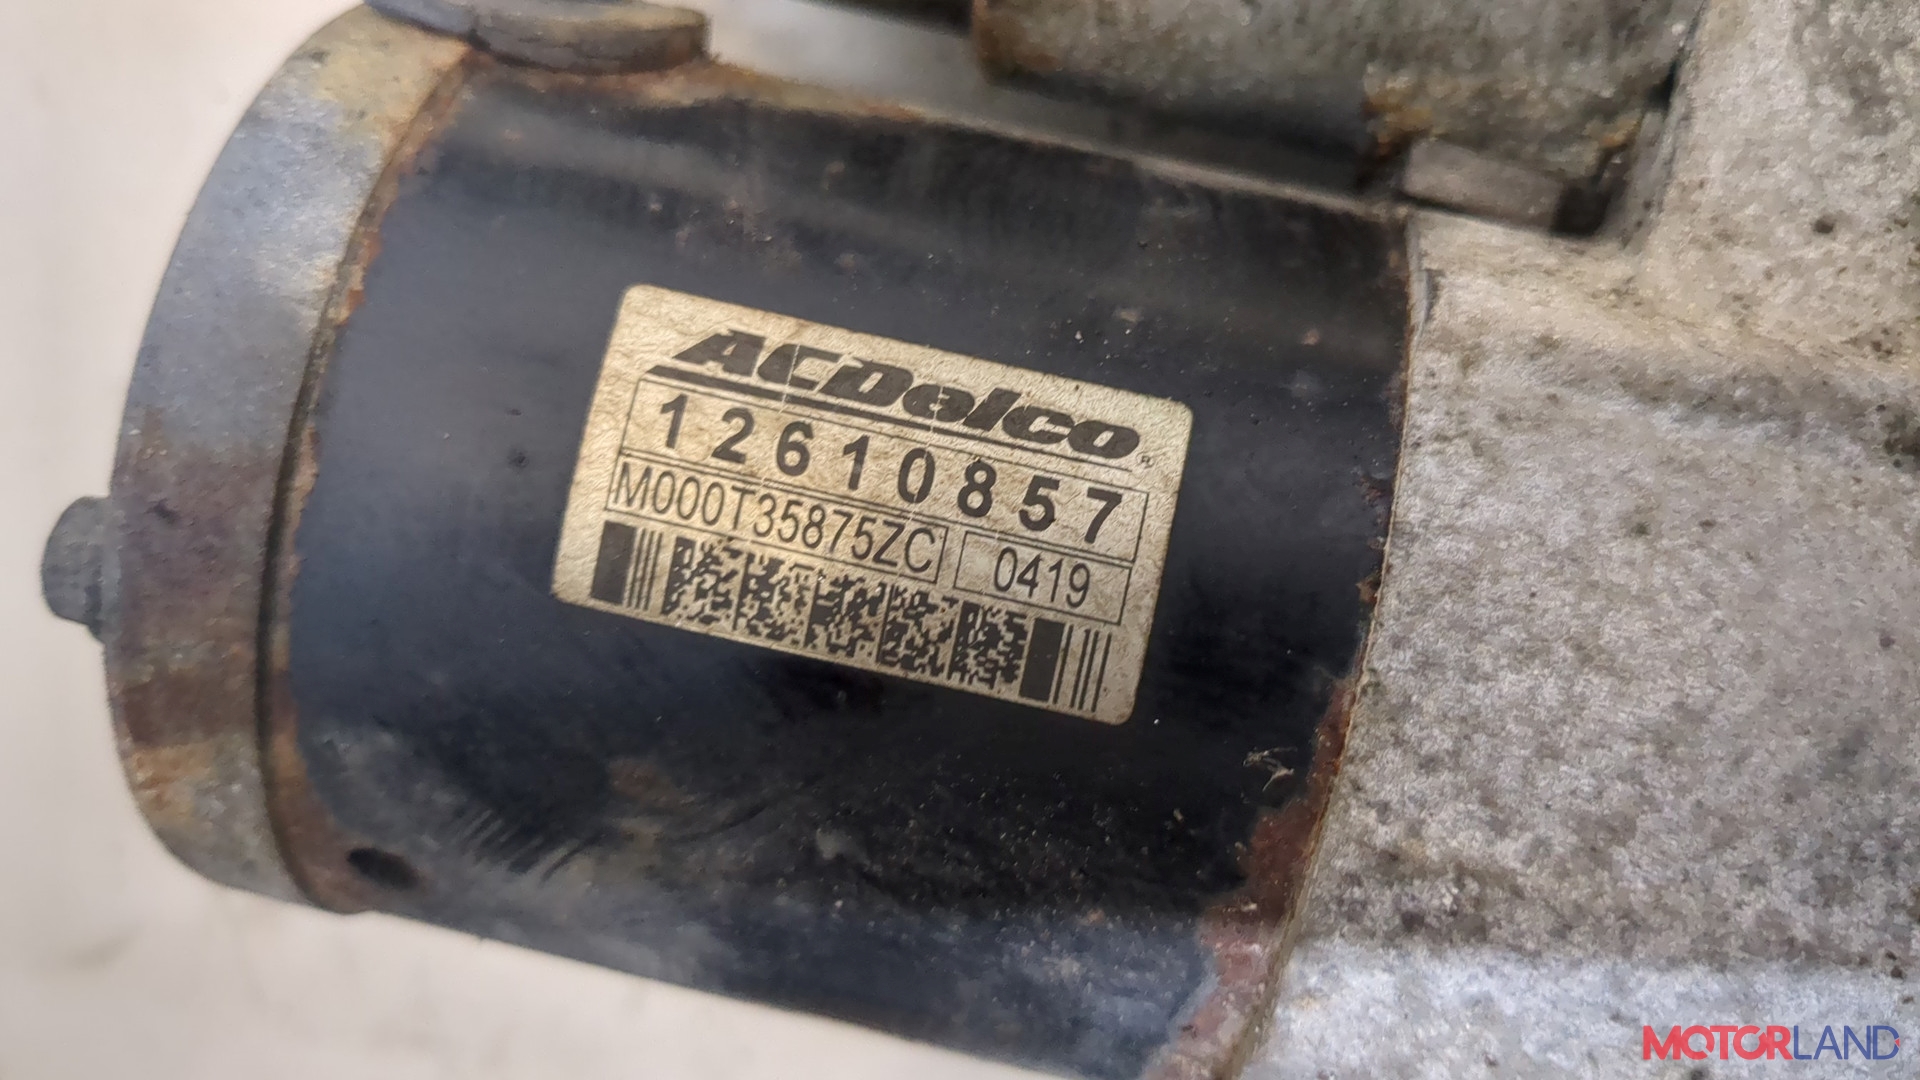 ACDelco
12610857
M000T35875ZC 0419
MOTORLAND